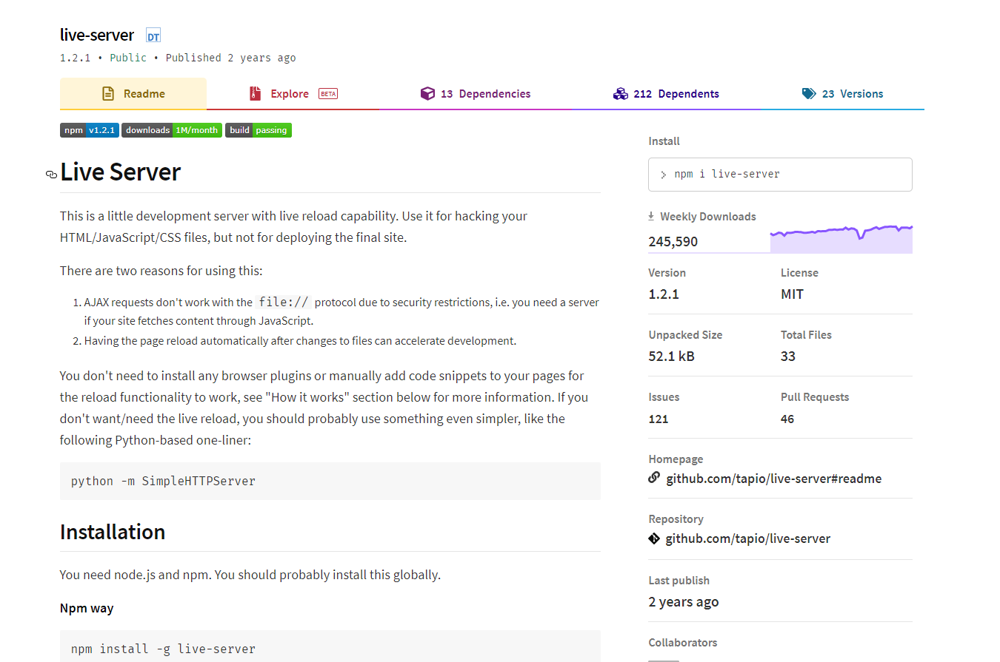 live-server DT
1.2.1 • Public • Published 2 years ago
Readme
Explore BETA
13 Dependencies
212 Dependents
23 Versions
npm v1.2.1 downloads 1M/month build passing
Live Server
This is a little development server with live reload capability. Use it for hacking your
HTML/JavaScript/CSS files, but not for deploying the final site.
There are two reasons for using this:
1. AJAX requests don't work with the file:// protocol due to security restrictions, i.e. you need a server
if your site fetches content through JavaScript.
2. Having the page reload automatically after changes to files can accelerate development.
You don't need to install any browser plugins or manually add code snippets to your pages for
the reload functionality to work, see "How it works" section below for more information. If you
don't want/need the live reload, you should probably use something even simpler, like the
following Python-based one-liner:
python -m SimpleHTTPServer
Installation
You need node.js and npm. You should probably install this globally.
Npm way
npm install -g live-server
Install
> npm i live-server
Weekly Downloads
245,590
Version
1.2.1
License
MIT
Unpacked Size
52.1 kB
Total Files
33
Issues
121
Pull Requests
46
Homepage
github.com/tapio/live-server#readme
Repository
github.com/tapio/live-server
Last publish
2 years ago
Collaborators